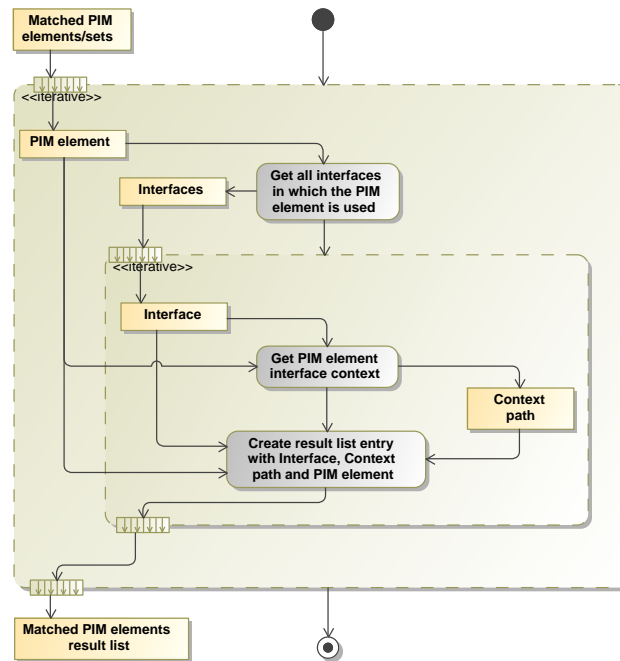 Matched PIM
elements/sets
<<iterative>>
PIM element
Get all interfaces
in which the PIM
element is used
Interfaces
<<iterative>>
Interface
Get PIM element
interface context
Context
path
Create result list entry
with Interface, Context
path and PIM element
Matched PIM elements
result list